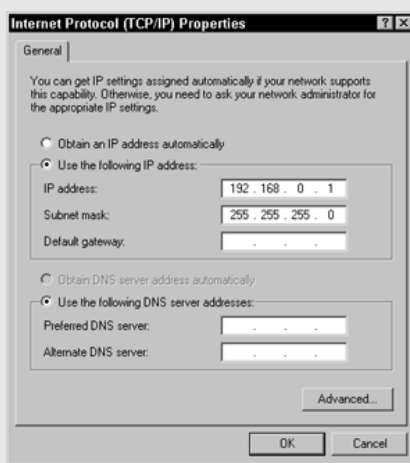 Internet Protocol (TCP/IP) Properties
General
You can get IP settings assigned automatically if your network supports
this capability. Otherwise, you need to ask your network administrator for
the appropriate IP settings.
Obtain an IP address automatically
Use the following IP address:
IP address: 192 . 168 . 0 . 1
Subnet mask: 255 . 255 . 255 . 0
Default gateway: . . .
Obtain DNS server address automatically
Use the following DNS server addresses:
Preferred DNS server: . . .
Alternate DNS server: . . .
Advanced...
OK Cancel